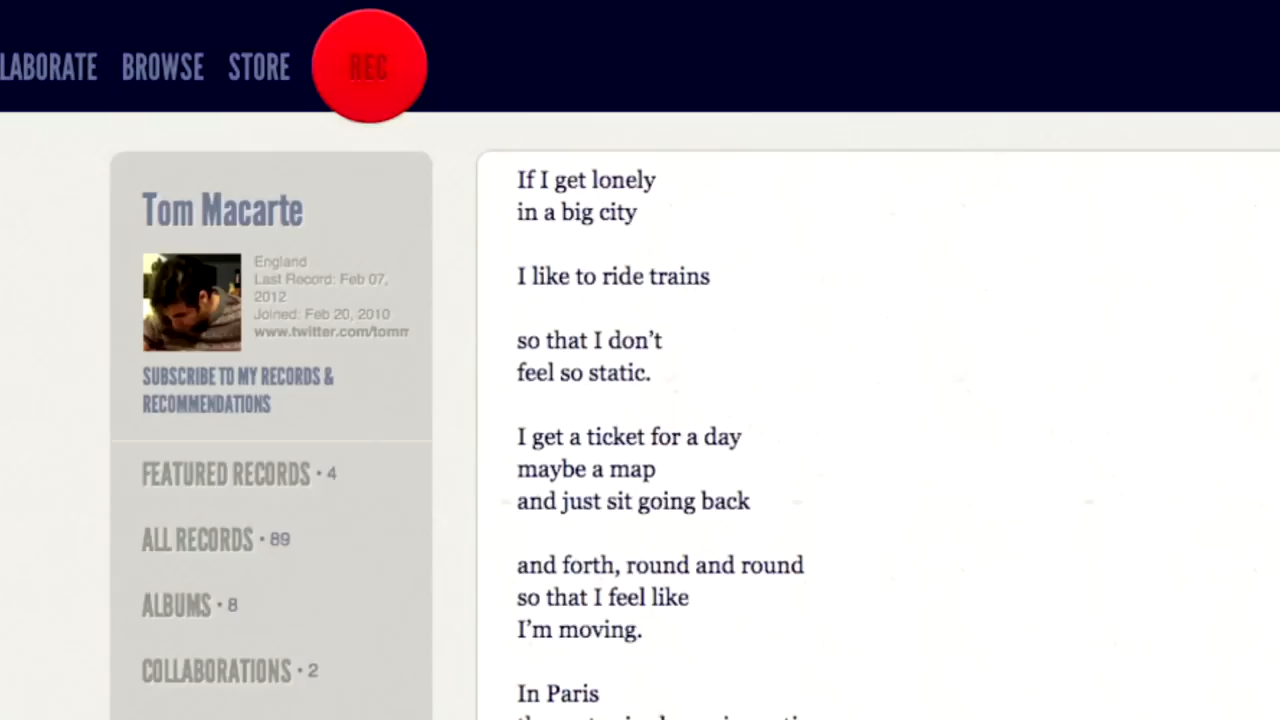 LABORATE BROWSE STORE REC
Tom Macarte
England
Last Record: Feb 07,
2012
Joined: Feb 20, 2010
www.twitter.com/tomm
SUBSCRIBE TO MY RECORDS &
RECOMMENDATIONS
FEATURED RECORDS • 4
ALL RECORDS • 89
ALBUMS • 8
COLLABORATIONS • 2
If I get lonely
in a big city
I like to ride trains
so that I don’t
feel so static.
I get a ticket for a day
maybe a map
and just sit going back
and forth, round and round
so that I feel like
I’m moving.
In Paris